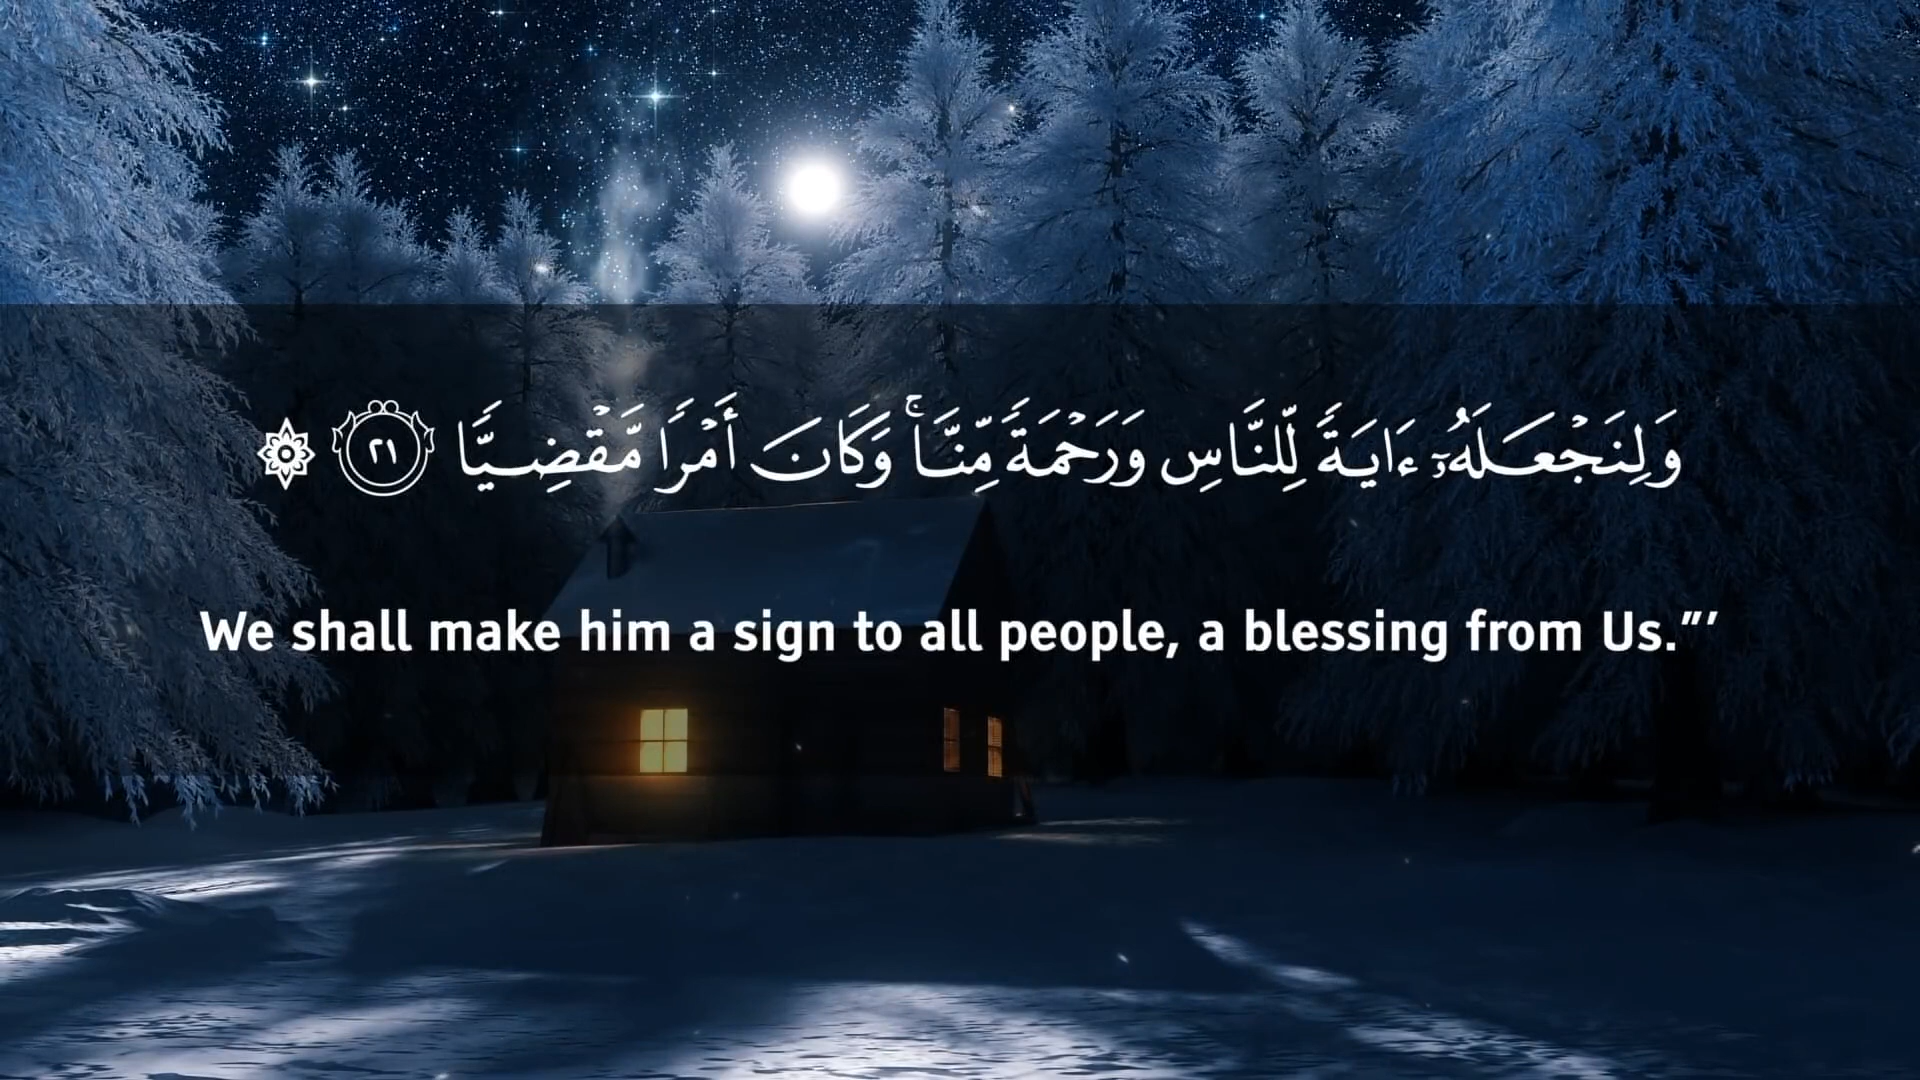 وَلِنَجۡعَلَهُۥٓ ءَايَةٗ لِّلنَّاسِ وَرَحۡمَةٗ مِّنَّاۚ وَكَانَ أَمۡرٗا مَّقۡضِيّٗا ٢١ ۞
We shall make him a sign to all people, a blessing from Us.”’